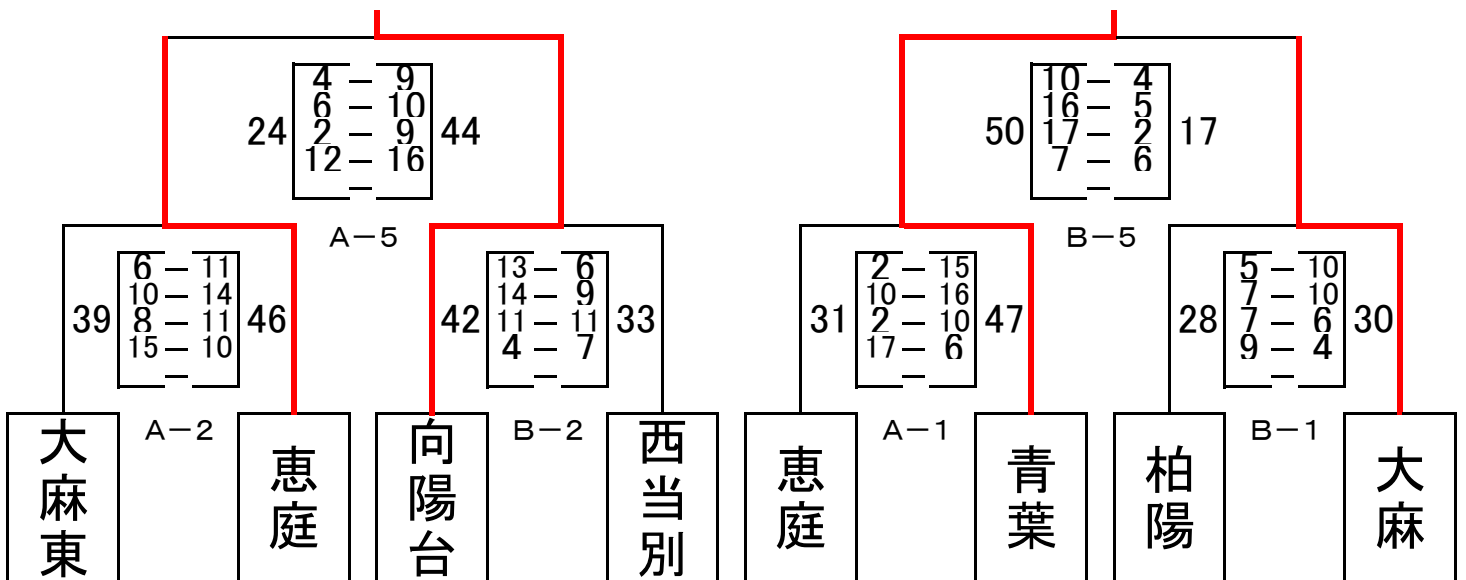 4 － 9
6 － 10
24 2 － 9 44
12 － 16
－
A－5
10 － 4
16 － 5
50 17 － 2 17
7 － 6
－
B－5
6 － 11
10 － 14
39 8 － 11 46
15 － 10
－
A－2
13 － 6
14 － 9
42 11 － 11 33
4 － 7
－
B－2
2 － 15
10 － 16
31 2 － 10 47
17 － 6
－
A－1
5 － 10
7 － 10
28 7 － 6 30
9 － 4
－
B－1
大麻東
恵庭
向陽台
西当別
恵庭
青葉
柏陽
大麻